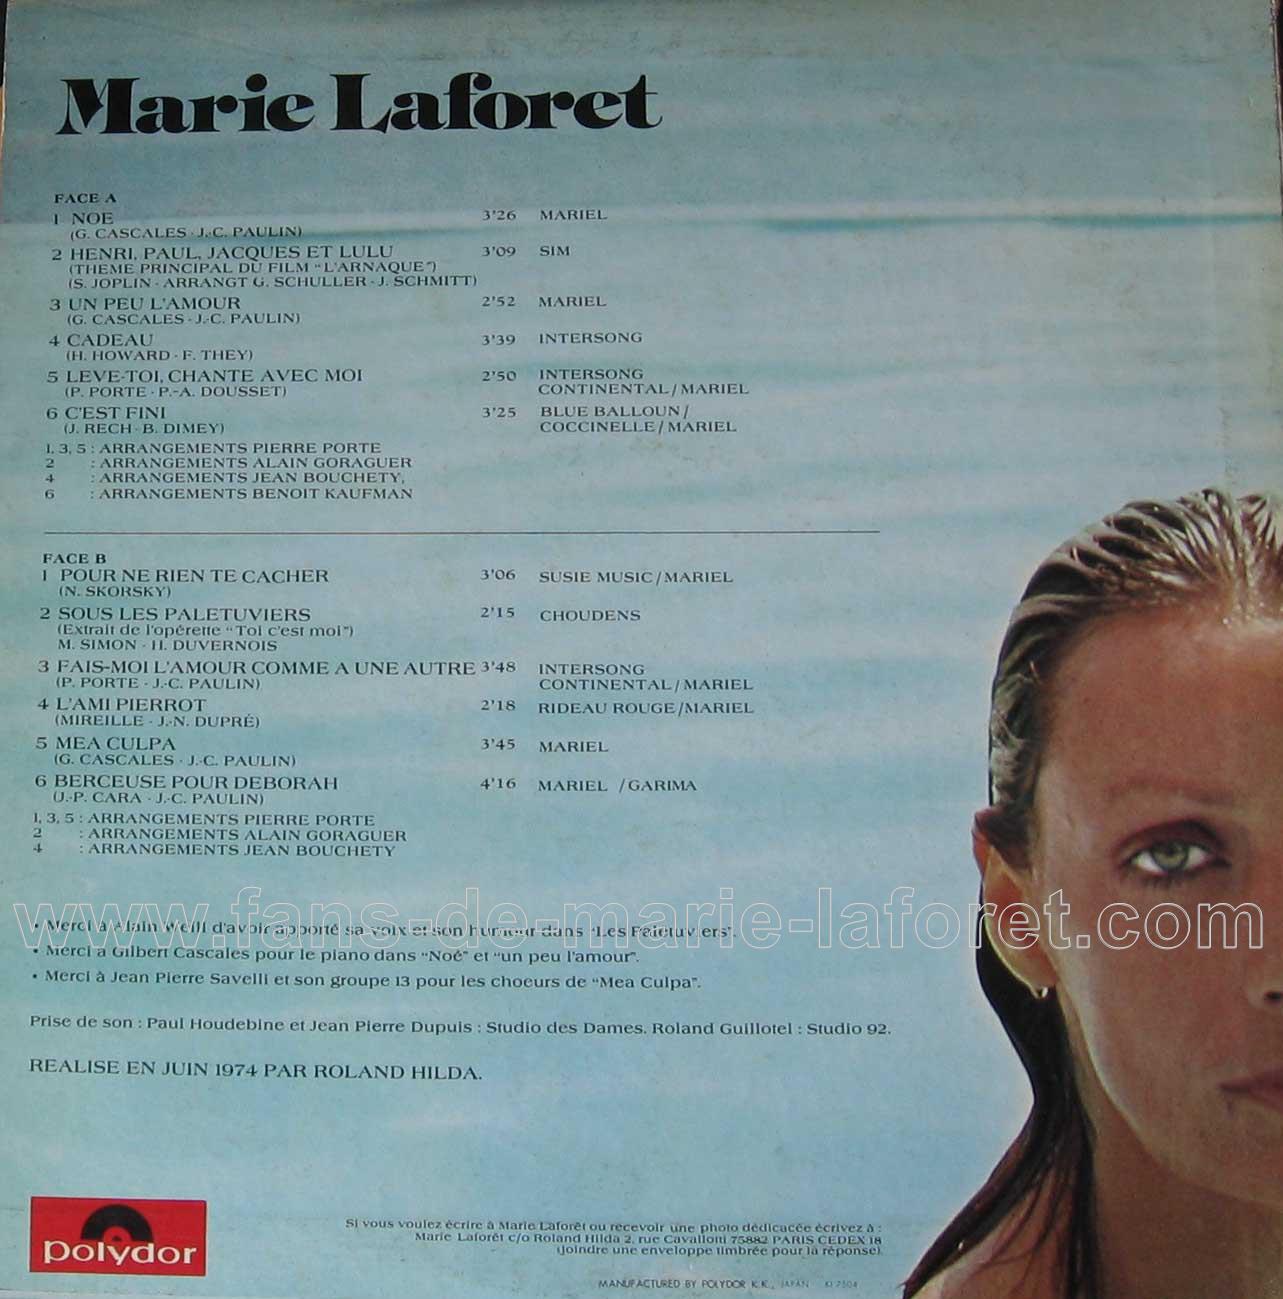 Marie Laforet
FACE A
1 NOE 3'26 MARIEL
(G. CASCALES - J.-C. PAULIN)
2 HENRI, PAUL, JACQUES ET LULU 3'09 SIM
(THEME PRINCIPAL DU FILM "L'ARNAQUE")
(S. JOPLIN - ARRANGT G. SCHULLER - J. SCHMITT)
3 UN PEU L'AMOUR 2'52 MARIEL
(G. CASCALES - J.-C. PAULIN)
4 CADEAU 3'39 INTERSONG
(H. HOWARD - F. THEY)
5 LEVE-TOI, CHANTE AVEC MOI 2'50 INTERSONG
(P. PORTE - P.-A. DOUSSET) CONTINENTAL/MARIEL
6 C'EST FINI 3'25 BLUE BALLOUN/
(J. RECH - B. DIMEY) COCCINELLE/MARIEL
1, 3, 5 : ARRANGEMENTS PIERRE PORTE
2 : ARRANGEMENTS ALAIN GORAGUER
4 : ARRANGEMENTS JEAN BOUCHETY,
6 : ARRANGEMENTS BENOIT KAUFMAN
FACE B
1 POUR NE RIEN TE CACHER 3'06 SUSIE MUSIC/MARIEL
(N. SKORSKY)
2 SOUS LES PALETUVIERS 2'15 CHOUDENS
(Extrait de l'opérette "Toi c'est moi")
M. SIMON - H. DUVERNOIS
3 FAIS-MOI L'AMOUR COMME A UNE AUTRE 3'48 INTERSONG
(P. PORTE - J.-C. PAULIN) CONTINENTAL/MARIEL
4 L'AMI PIERROT 2'18 RIDEAU ROUGE/MARIEL
(MIREILLE - J.-N. DUPRÉ)
5 MEA CULPA 3'45 MARIEL
(G. CASCALES - J.-C. PAULIN)
6 BERCEUSE POUR DEBORAH 4'16 MARIEL /GARIMA
(J.-P. CARA - J.-C. PAULIN)
1, 3, 5 : ARRANGEMENTS PIERRE PORTE
2 : ARRANGEMENTS ALAIN GORAGUER
4 : ARRANGEMENTS JEAN BOUCHETY
www.fans-de-marie-laforet.com
• Merci à Alain Weill d'avoir apporté sa voix et son humour dans "Les Paletuviers".
• Merci à Gilbert Cascales pour le piano dans "Noé" et "un peu l'amour".
• Merci à Jean Pierre Savelli et son groupe 13 pour les choeurs de "Mea Culpa".
Prise de son : Paul Houdebine et Jean Pierre Dupuis : Studio des Dames. Roland Guillotel : Studio 92.
REALISE EN JUIN 1974 PAR ROLAND HILDA.
polydor
Si vous voulez écrire à Marie Laforêt ou recevoir une photo dédicacée écrivez à :
Marie Laforêt c/o Roland Hilda 2, rue Cavallotti 75882 PARIS CEDEX 18
(Joindre une enveloppe timbrée pour la réponse).
MANUFACTURED BY POLYDOR K.K., JAPAN